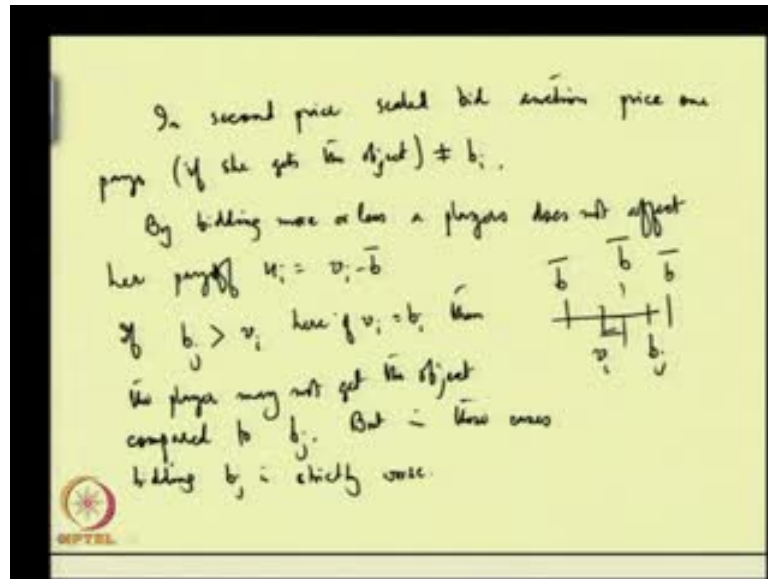 In second price sealed bid auction price one
pays (if she gets the object) ≠ bᵢ.
By bidding more or less a players does not affect
her payoff uᵢ = vᵢ - b̄
b̄ b̄ b̄
If bⱼ > vᵢ here if vᵢ = bᵢ then
vᵢ bⱼ
the player may not get the object
compared to bⱼ. But in those cases
bidding bⱼ is strictly worse.
NPTEL